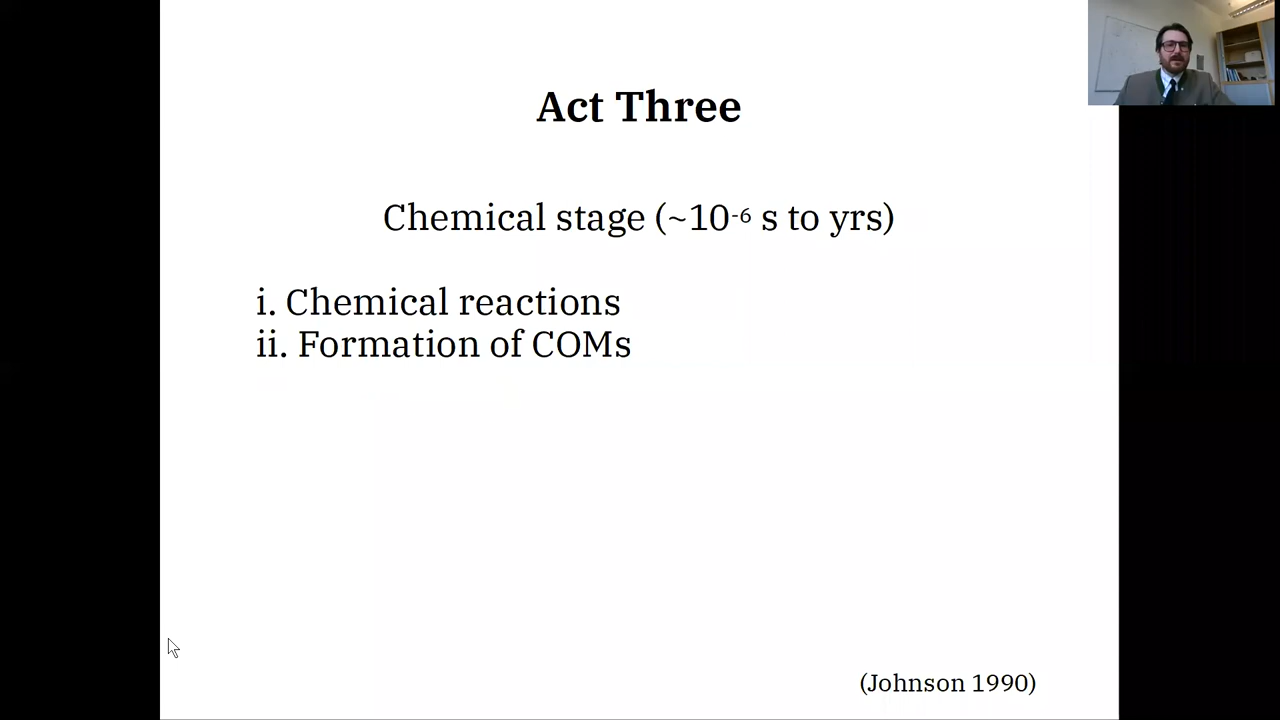 Act Three
Chemical stage (~10⁻⁶ s to yrs)
i. Chemical reactions
ii. Formation of COMs
(Johnson 1990)